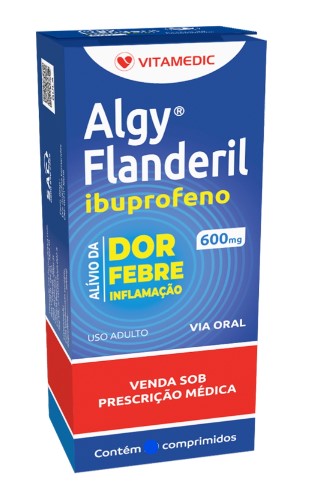 VITAMEDIC
Algy®
Flanderil
ibuprofeno
600mg
ALÍVIO DA
DOR
FEBRE
INFLAMAÇÃO
USO ADULTO
VIA ORAL
VENDA SOB
PRESCRIÇÃO MÉDICA
Contém comprimidos
SAC